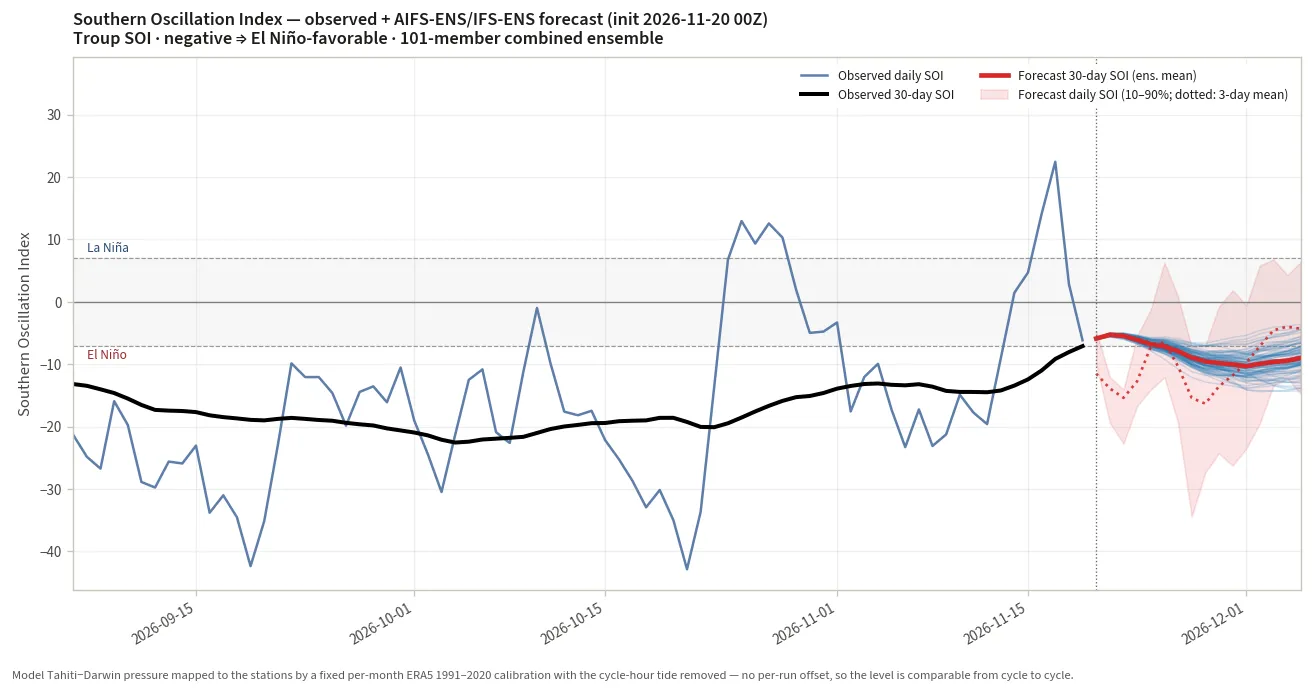 Southern Oscillation Index — observed + AIFS-ENS/IFS-ENS forecast (init 2026-11-20 00Z)
Troup SOI · negative ⇒ El Niño-favorable · 101-member combined ensemble
Observed daily SOI
Observed 30-day SOI
Forecast 30-day SOI (ens. mean)
Forecast daily SOI (10–90%; dotted: 3-day mean)
Southern Oscillation Index
30
20
10
0
−10
−20
−30
−40
La Niña
El Niño
2026-09-15
2026-10-01
2026-10-15
2026-11-01
2026-11-15
2026-12-01
Model Tahiti−Darwin pressure mapped to the stations by a fixed per-month ERA5 1991–2020 calibration with the cycle-hour tide removed — no per-run offset, so the level is comparable from cycle to cycle.